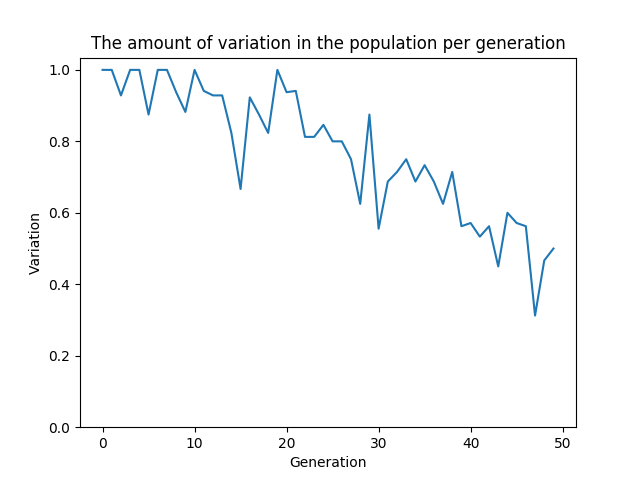 The amount of variation in the population per generation
1.0
0.8
0.6
0.4
0.2
0.0
Variation
0 10 20 30 40 50
Generation